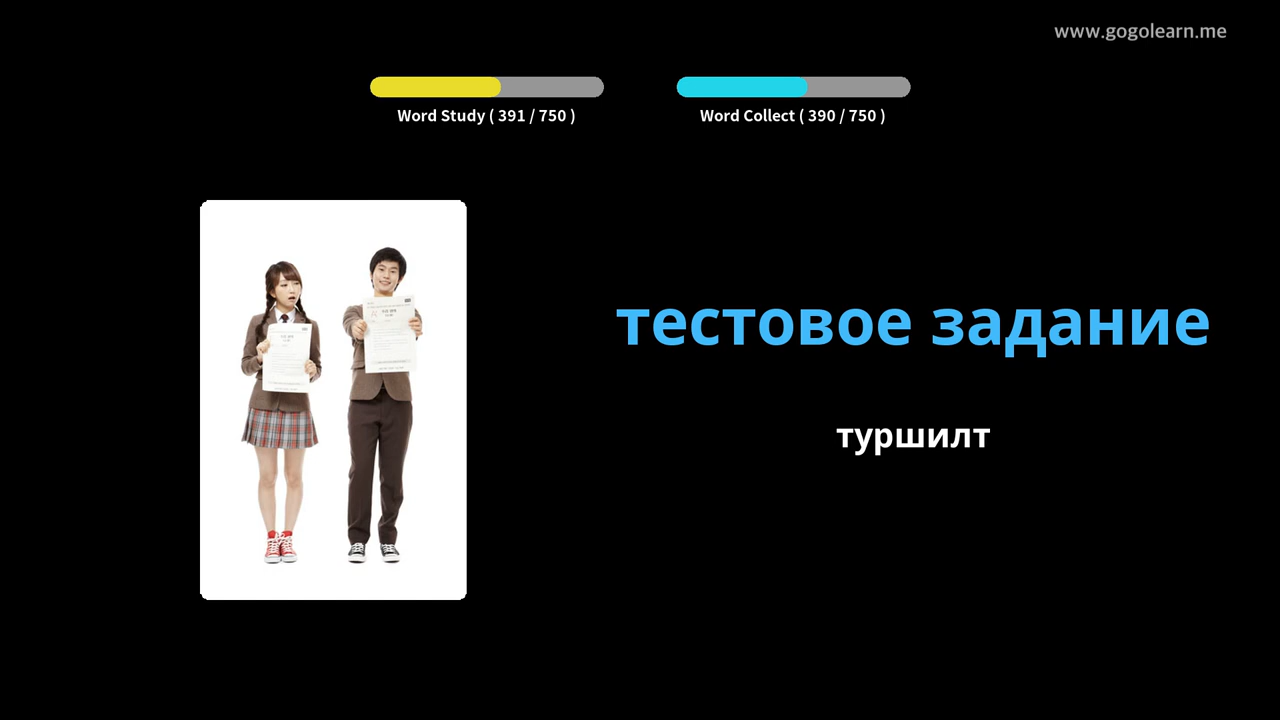 www.gogolearn.me
Word Study ( 391 / 750 )
Word Collect ( 390 / 750 )
тестовое задание
туршилт